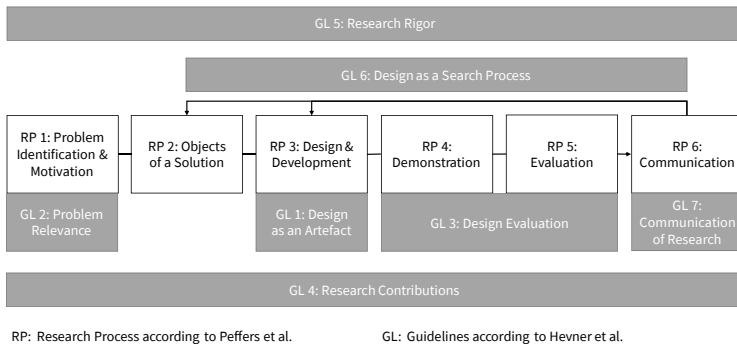 GL 5: Research Rigor
GL 6: Design as a Search Process
RP 1: Problem
Identification &
Motivation
RP 2: Objects
of a Solution
RP 3: Design &
Development
RP 4:
Demonstration
RP 5:
Evaluation
RP 6:
Communication
GL 2: Problem
Relevance
GL 1: Design
as an Artefact
GL 3: Design Evaluation
GL 7:
Communication
of Research
GL 4: Research Contributions
RP: Research Process according to Peffers et al.
GL: Guidelines according to Hevner et al.